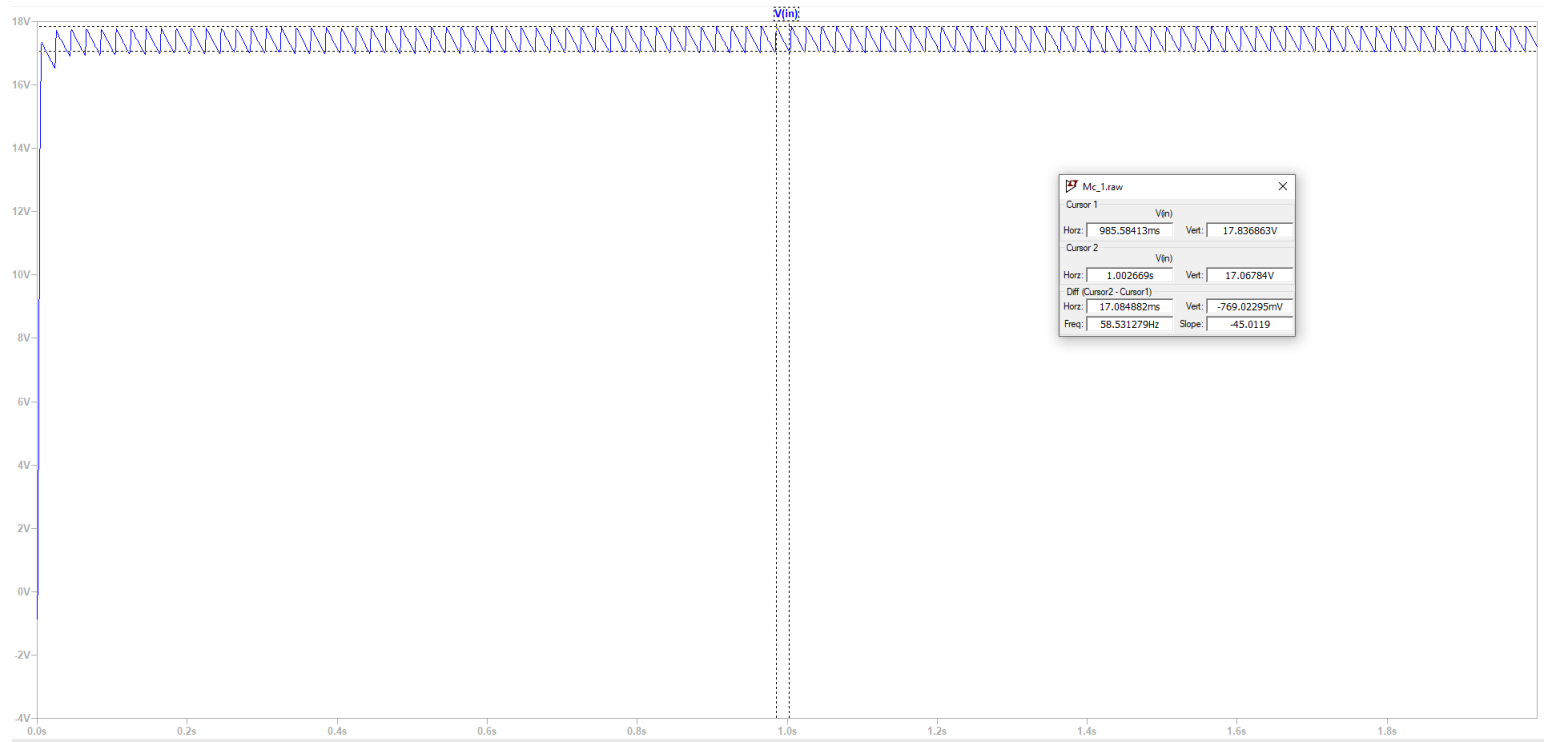 V(in)
18V
16V
14V
12V
10V
8V
6V
4V
2V
0V
-2V
-4V
0.0s 0.2s 0.4s 0.6s 0.8s 1.0s 1.2s 1.4s 1.6s 1.8s
Mc_1.raw
Cursor 1
V(in)
Horz: 985.58413ms Vert: 17.836863V
Cursor 2
V(in)
Horz: 1.002669s Vert: 17.06784V
Diff (Cursor2 - Cursor1)
Horz: 17.084882ms Vert: -769.02295mV
Freq: 58.531279Hz Slope: -45.0119